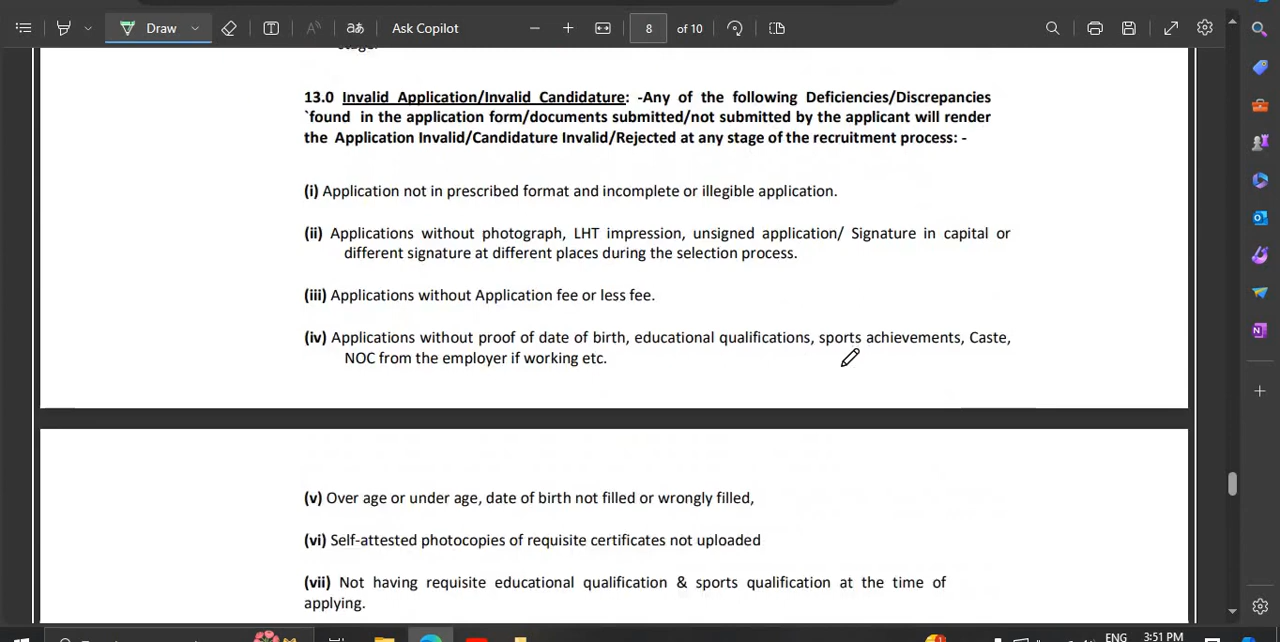 Draw
aあ
Ask Copilot
8
of 10
stage.
13.0 Invalid Application/Invalid Candidature: -Any of the following Deficiencies/Discrepancies
`found in the application form/documents submitted/not submitted by the applicant will render
the Application Invalid/Candidature Invalid/Rejected at any stage of the recruitment process: -
(i) Application not in prescribed format and incomplete or illegible application.
(ii) Applications without photograph, LHT impression, unsigned application/ Signature in capital or
different signature at different places during the selection process.
(iii) Applications without Application fee or less fee.
(iv) Applications without proof of date of birth, educational qualifications, sports achievements, Caste,
NOC from the employer if working etc.
(v) Over age or under age, date of birth not filled or wrongly filled,
(vi) Self-attested photocopies of requisite certificates not uploaded
(vii) Not having requisite educational qualification & sports qualification at the time of
applying.
ENG
3:51 PM